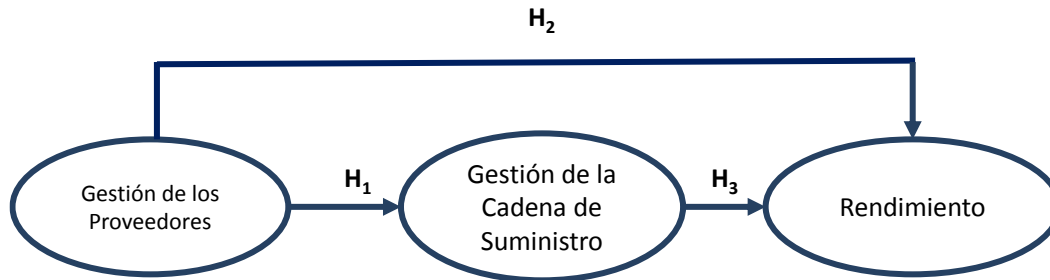 H₂
Gestión de los
Proveedores
H₁
Gestión de la
Cadena de
Suministro
H₃
Rendimiento